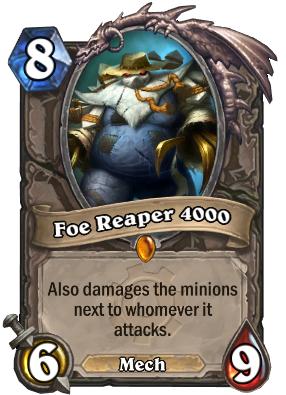 8
Foe Reaper 4000
Also damages the minions
next to whomever it
attacks.
6
Mech
9